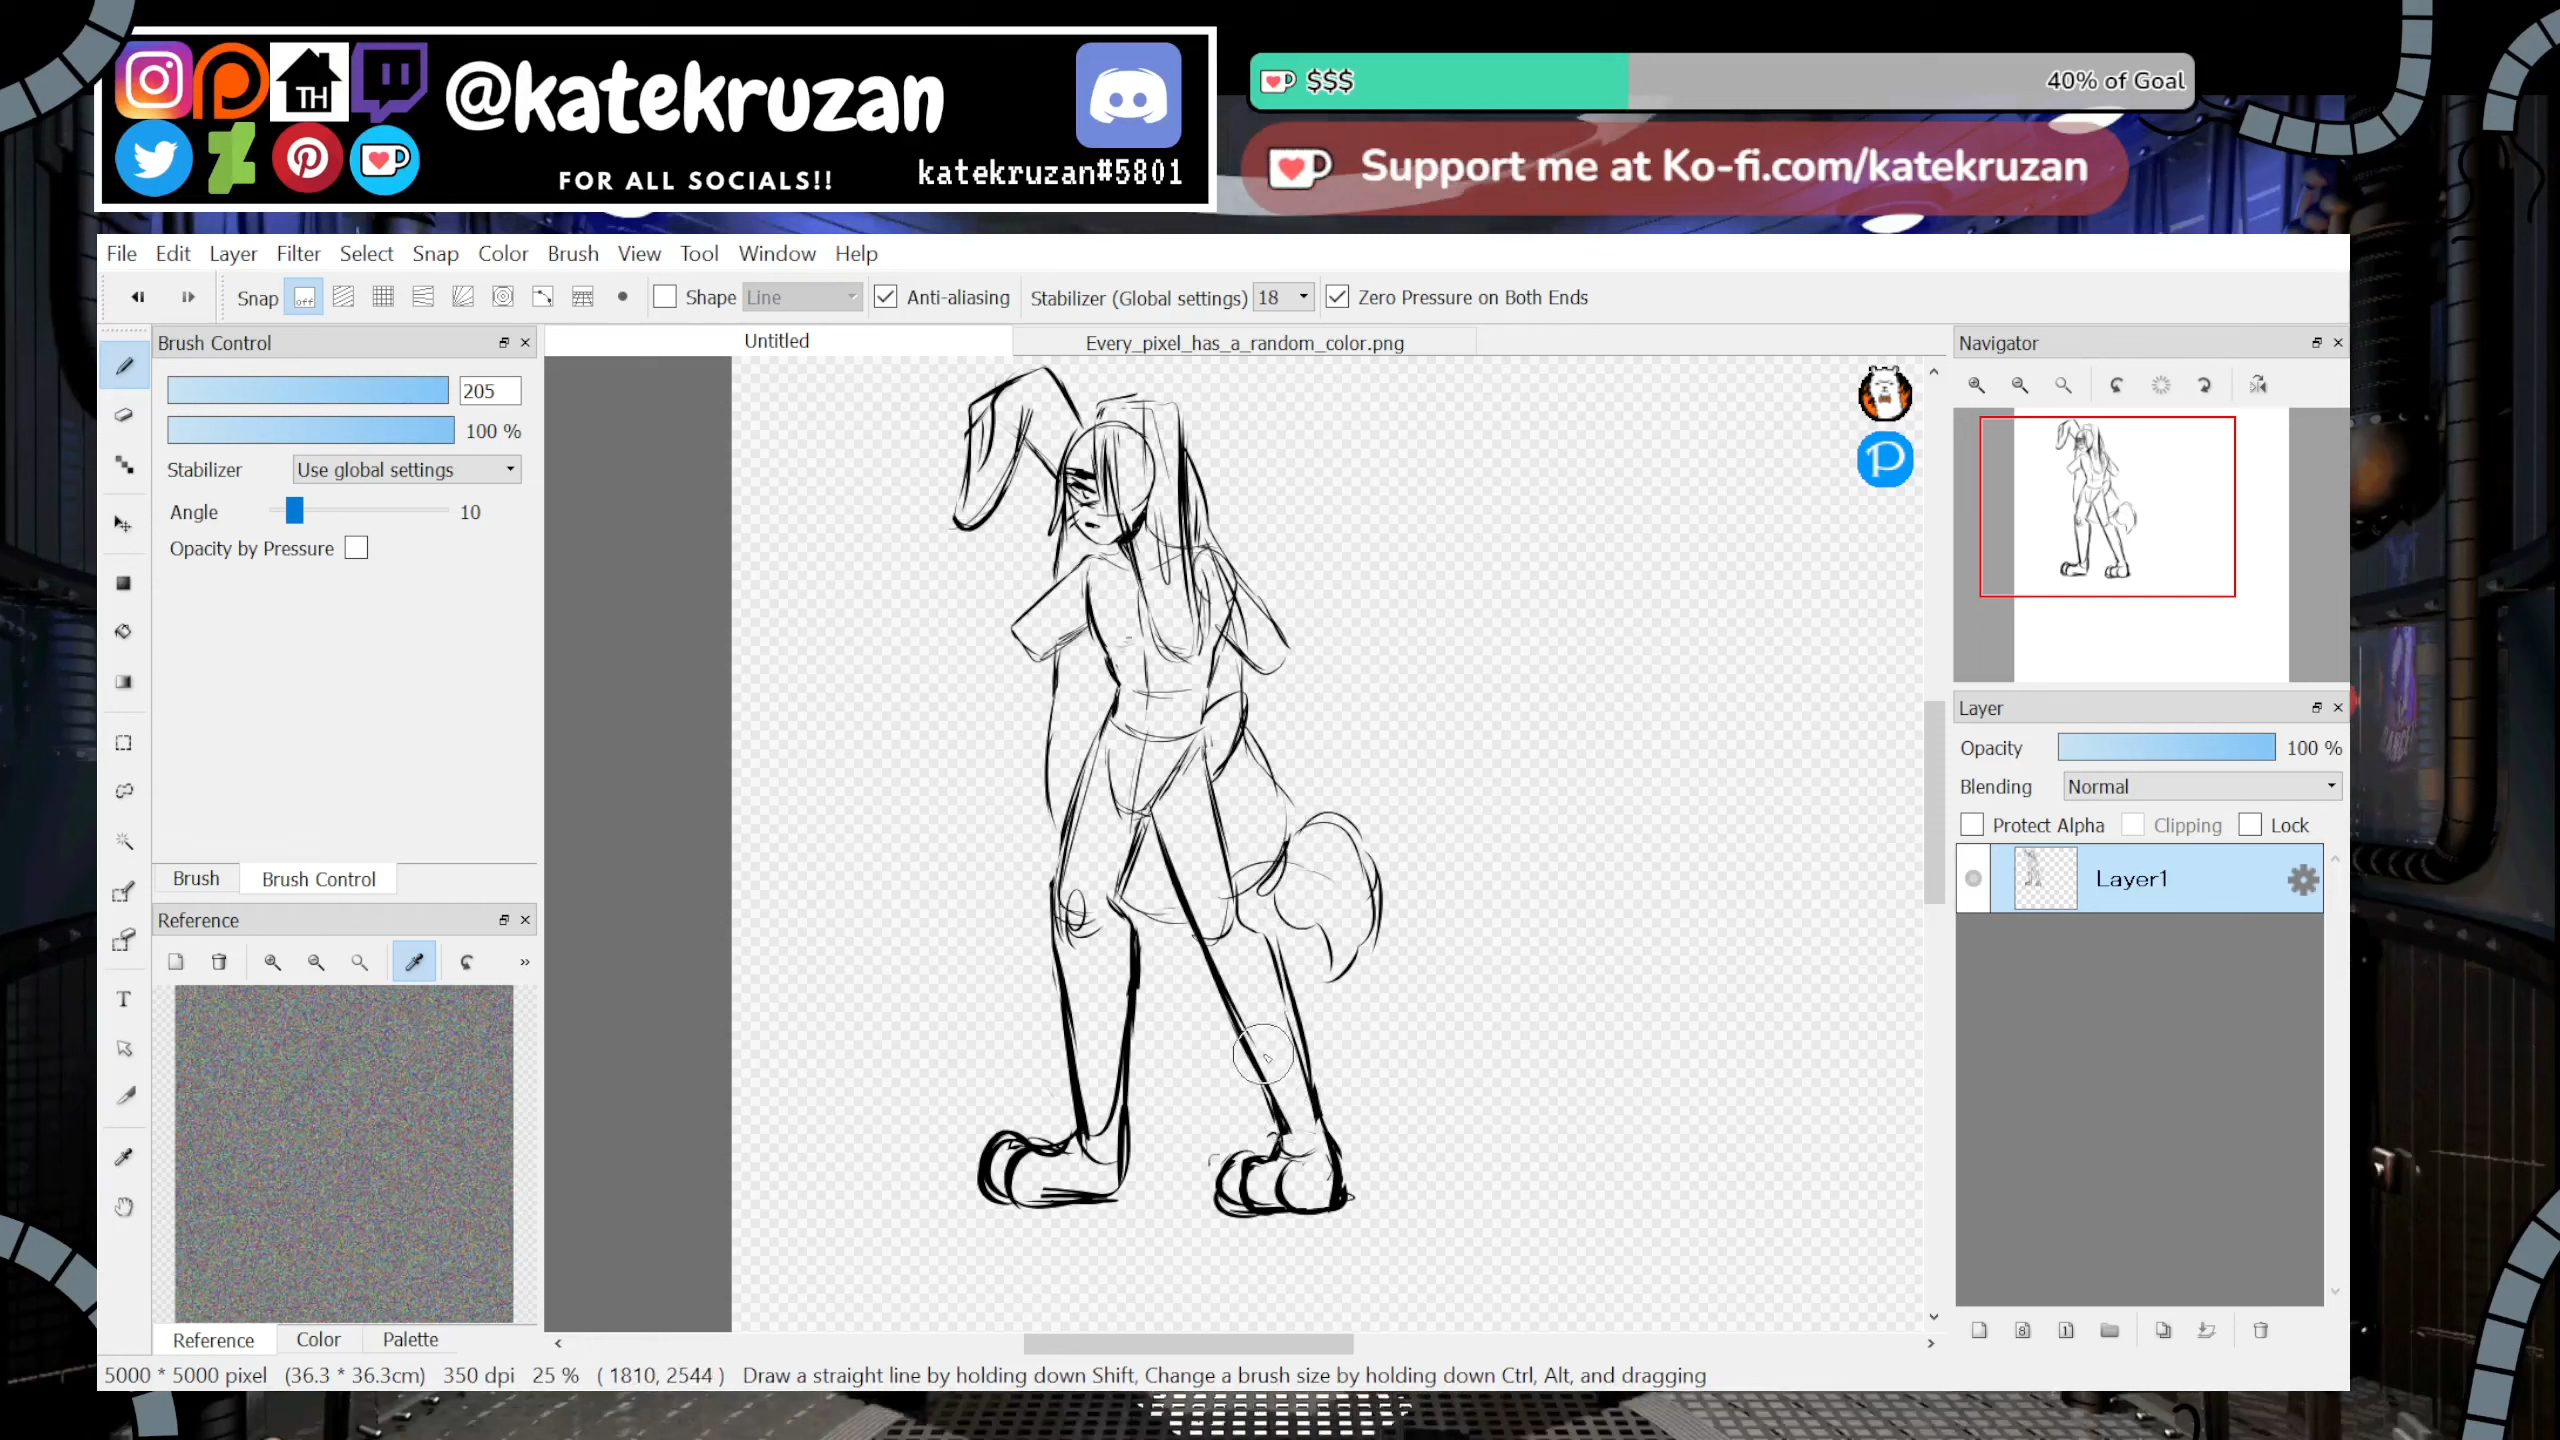 TH
@katekruzan
FOR ALL SOCIALS!!
katekruzan#5801
$$$
40% of Goal
Support me at Ko-fi.com/katekruzan
File Edit Layer Filter Select Snap Color Brush View Tool Window Help
Snap off Shape Line Anti-aliasing Stabilizer (Global settings) 18 Zero Pressure on Both Ends
Brush Control
205
100 %
Stabilizer Use global settings
Angle 10
Opacity by Pressure
Brush Brush Control
Reference
»
Reference Color Palette
Untitled Every_pixel_has_a_random_color.png
P
Navigator
Layer
Opacity 100 %
Blending Normal
Protect Alpha Clipping Lock
Layer1
8 1
T
5000 * 5000 pixel (36.3 * 36.3cm) 350 dpi 25 % ( 1810, 2544 ) Draw a straight line by holding down Shift, Change a brush size by holding down Ctrl, Alt, and dragging